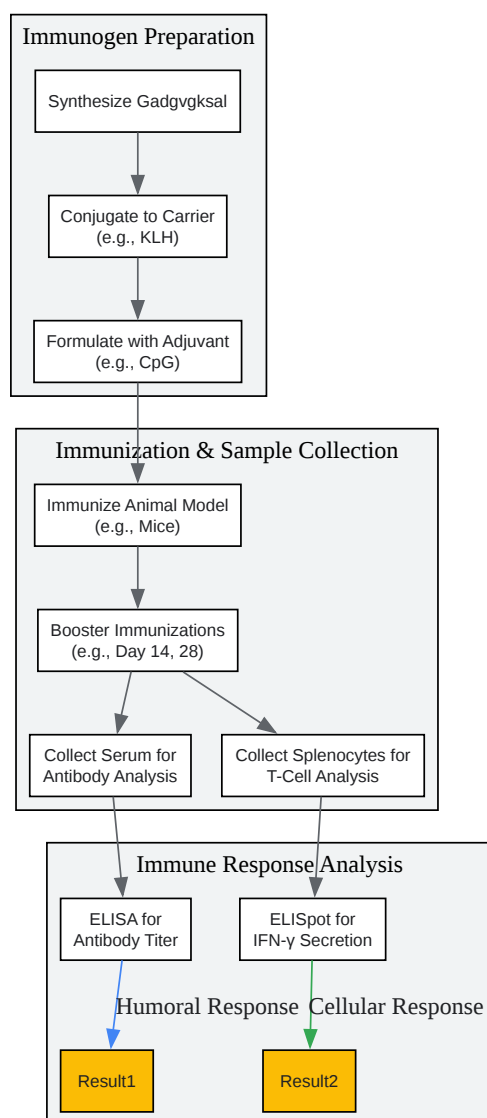 Immunogen Preparation
Synthesize Gadgvgksal
Conjugate to Carrier
(e.g., KLH)
Formulate with Adjuvant
(e.g., CpG)
Immunization & Sample Collection
Immunize Animal Model
(e.g., Mice)
Booster Immunizations
(e.g., Day 14, 28)
Collect Serum for
Antibody Analysis
Collect Splenocytes for
T-Cell Analysis
Immune Response Analysis
ELISA for
Antibody Titer
ELISpot for
IFN-γ Secretion
Humoral Response
Cellular Response
Result1
Result2